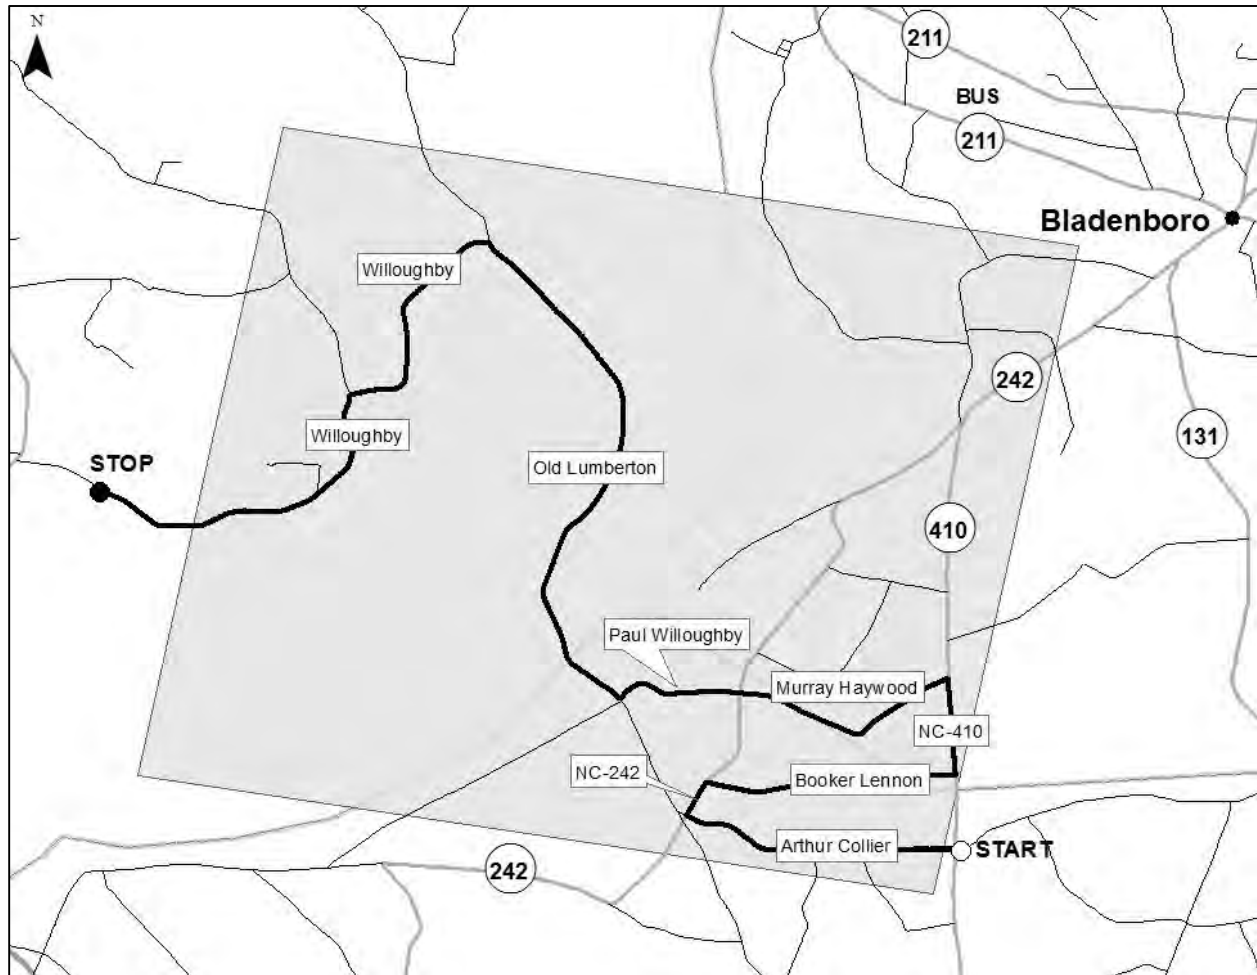 N
211
BUS
211
Bladenboro
Willoughby
242
Willoughby
131
STOP
Old Lumberton
410
Paul Willoughby
Murray Haywood
NC-410
NC-242
Booker Lennon
Arthur Collier
START
242